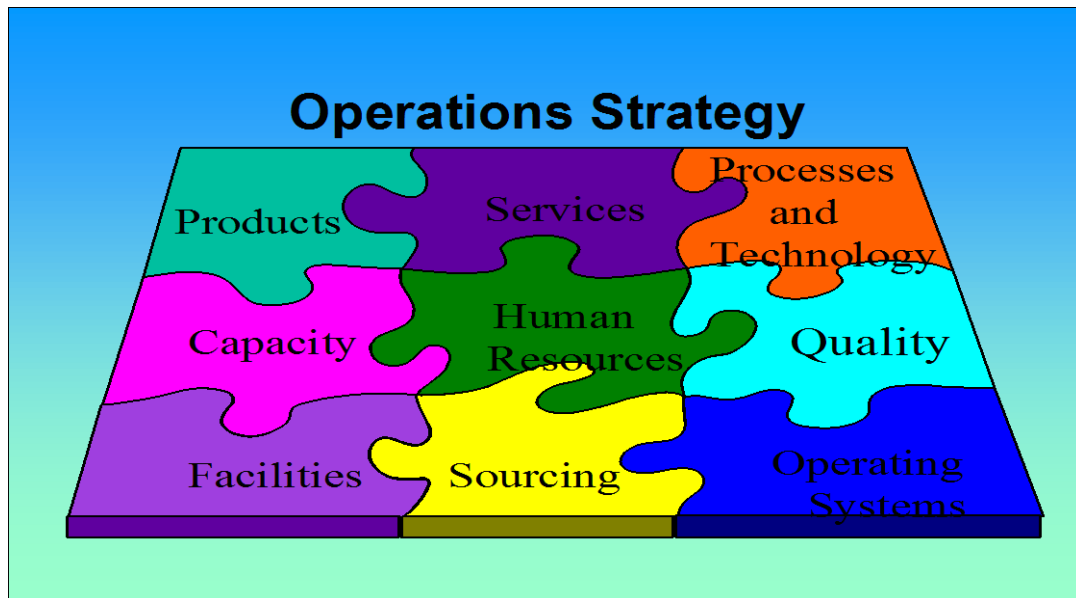 Operations Strategy
Products
Services
Processes
and
Technology
Capacity
Human
Resources
Quality
Facilities
Sourcing
Operating
Systems